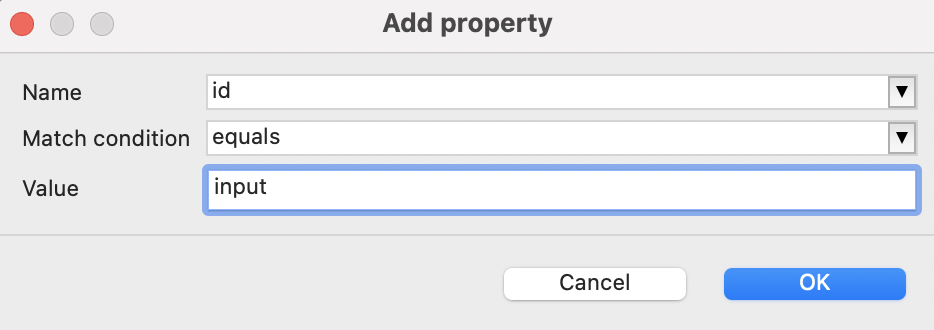 Add property
Name id ▼
Match condition equals ▼
Value input
Cancel OK